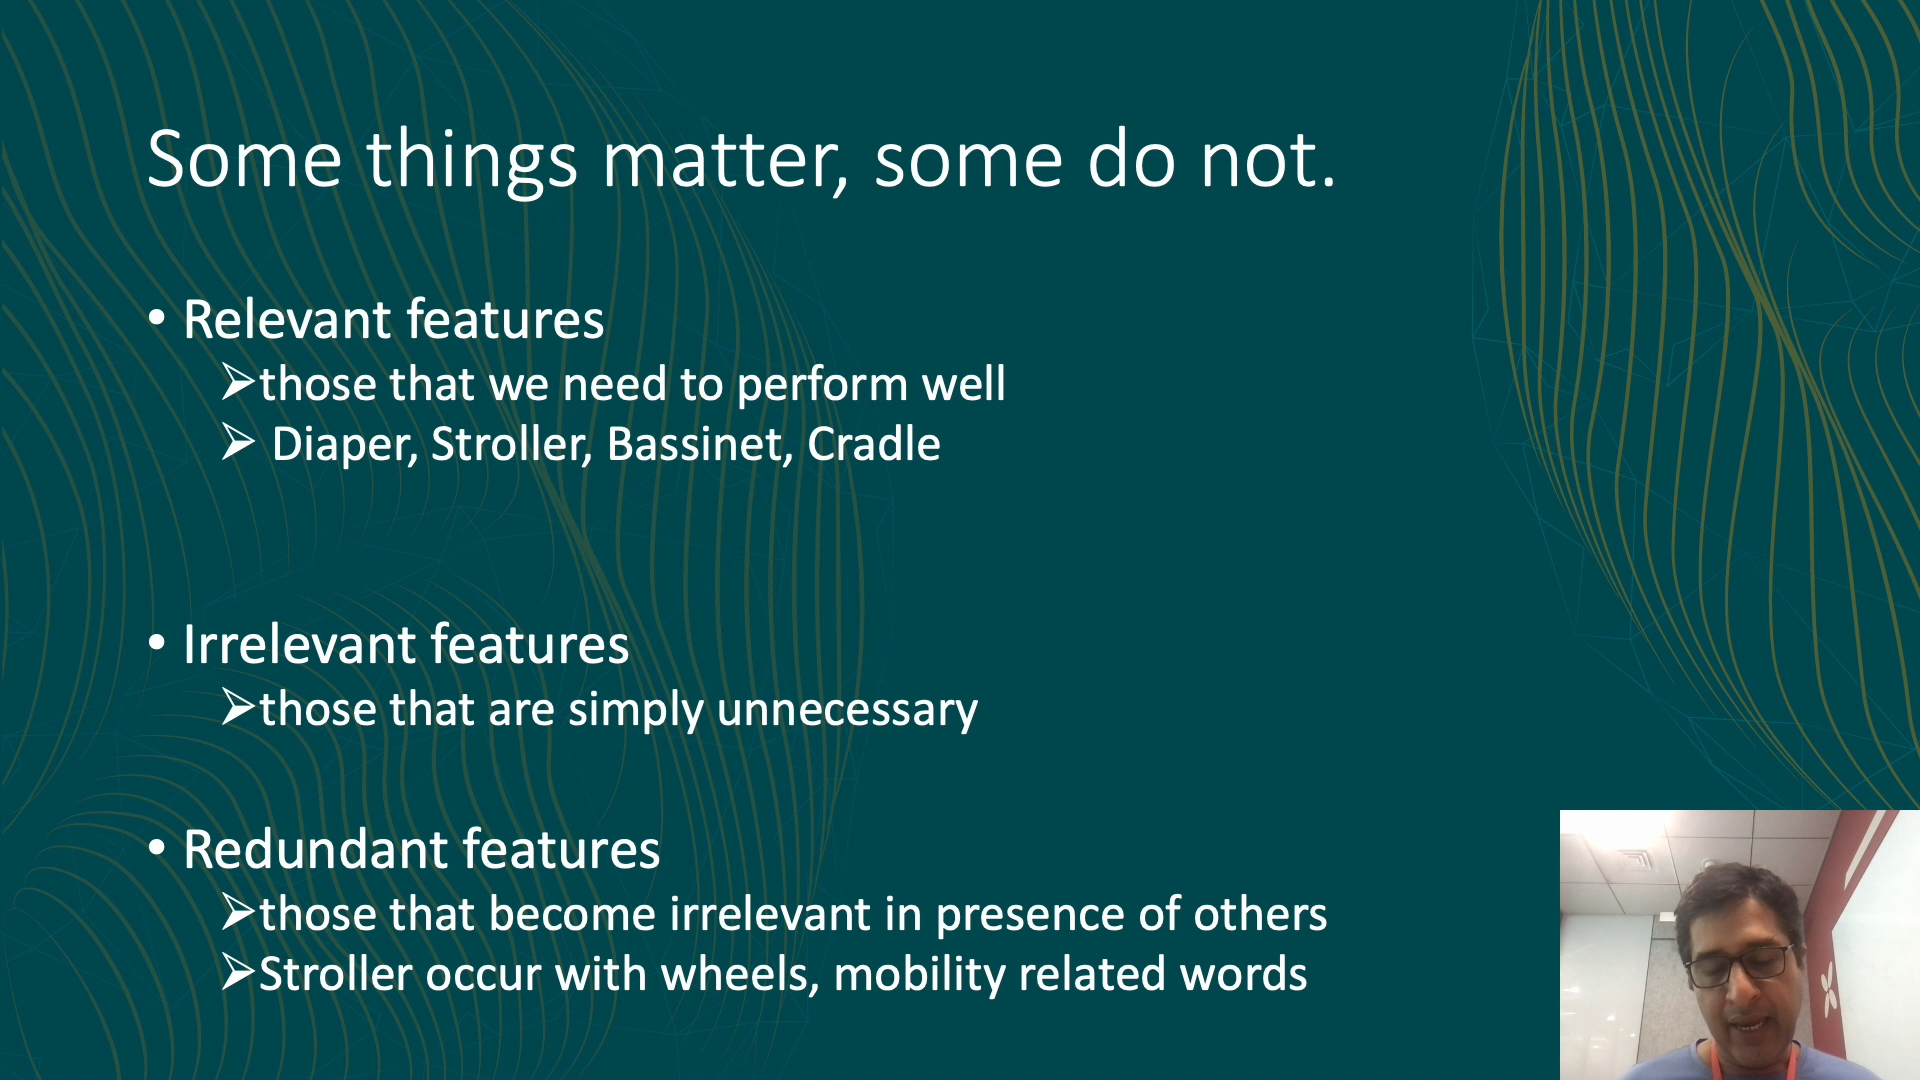 Some things matter, some do not.
• Relevant features
➢those that we need to perform well
➢ Diaper, Stroller, Bassinet, Cradle
• Irrelevant features
➢those that are simply unnecessary
• Redundant features
➢those that become irrelevant in presence of others
➢Stroller occur with wheels, mobility related words